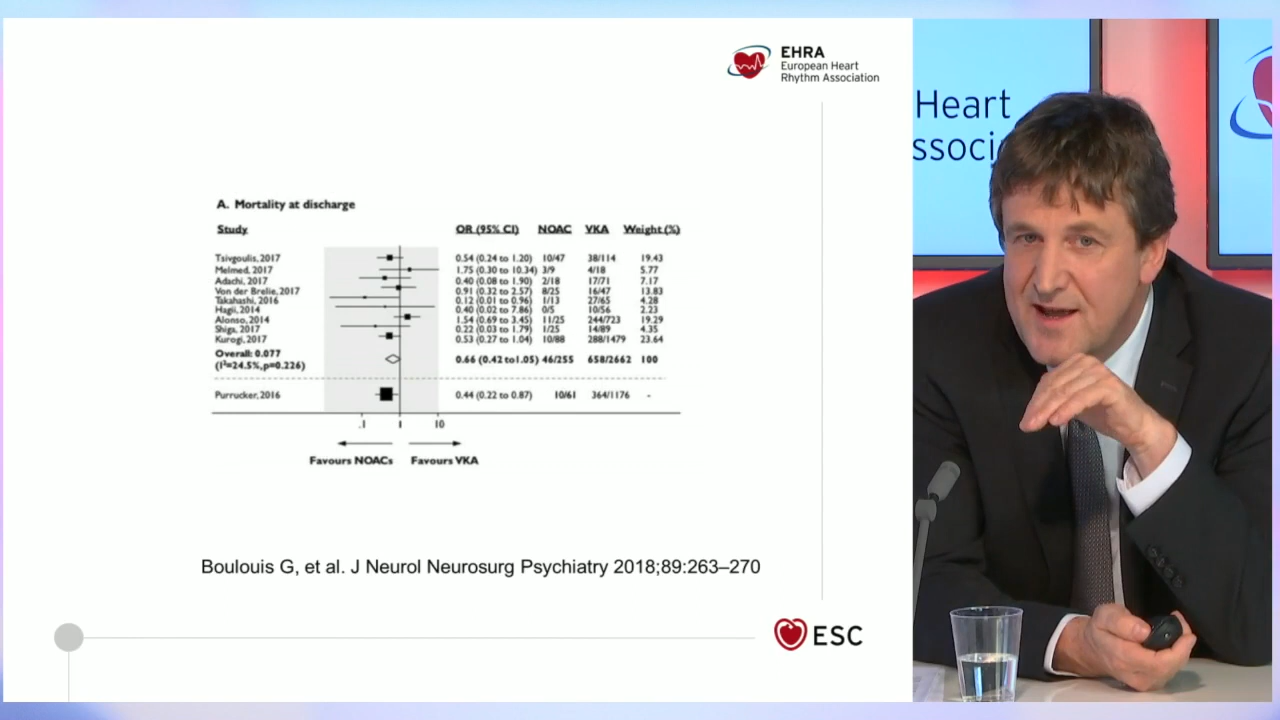 EHRA
European Heart
Rhythm Association
Heart
ssoci
A. Mortality at discharge
Study OR (95% CI) NOAC VKA Weight (%)
Tsivgoulis, 2017 0.54 (0.24 to 1.20) 10/47 38/114 19.43
Melmed, 2017 1.75 (0.30 to 10.34) 3/9 4/18 5.77
Adachi, 2017 0.40 (0.08 to 1.90) 2/18 17/71 7.17
Von der Brelie, 2017 0.91 (0.32 to 2.57) 8/25 16/47 13.83
Takahashi, 2016 0.12 (0.01 to 0.96) 1/13 27/65 4.28
Hagii, 2014 0.40 (0.02 to 7.86) 0/5 10/56 2.23
Alonso, 2014 1.54 (0.69 to 3.45) 11/25 244/723 19.29
Shiga, 2017 0.22 (0.03 to 1.79) 1/25 14/89 4.35
Kurogi, 2017 0.53 (0.27 to 1.04) 10/88 288/1479 23.64
Overall: 0.077
(I²=24.5%,p=0.226) 0.66 (0.42 to1.05) 46/255 658/2662 100
Purrucker, 2016 0.44 (0.22 to 0.87) 10/61 364/1176 -
.1 1 10
Favours NOACs Favours VKA
Boulouis G, et al. J Neurol Neurosurg Psychiatry 2018;89:263–270
ESC